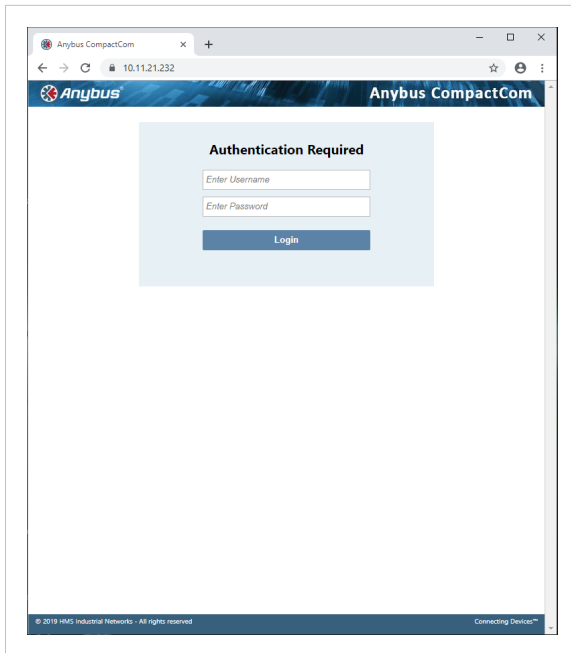 Anybus CompactCom
10.11.21.232
Anybus®
Anybus CompactCom
Authentication Required
Enter Username
Enter Password
Login
© 2019 HMS Industrial Networks - All rights reserved
Connecting Devices™